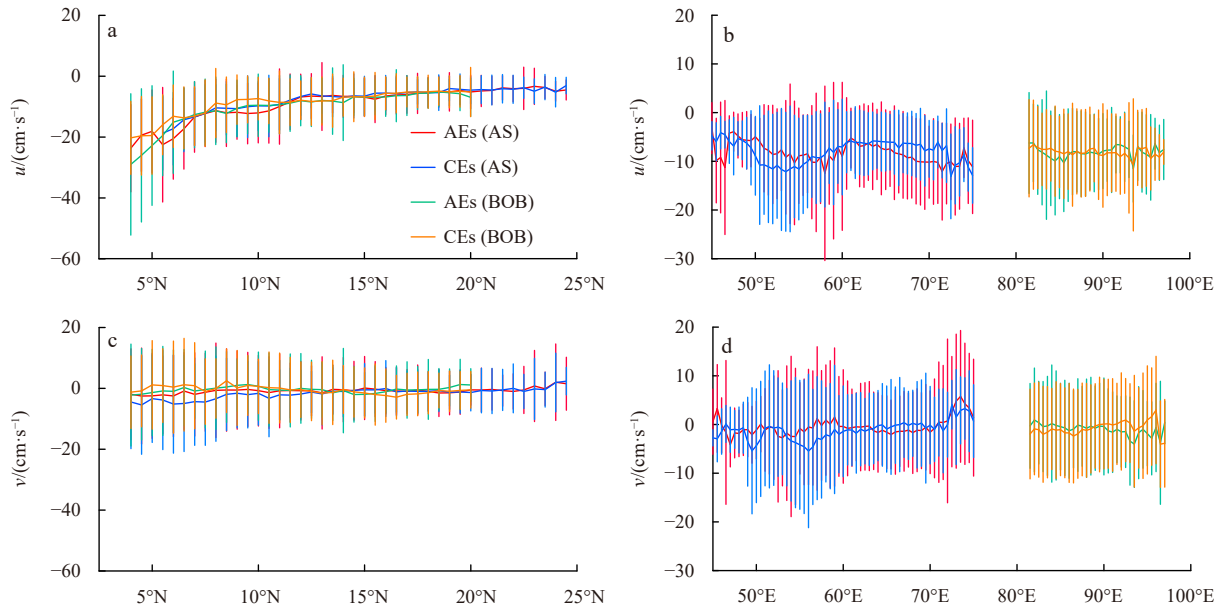 a
20
0
−20
−40
−60
u/(cm·s⁻¹)
AEs (AS)
CEs (AS)
AEs (BOB)
CEs (BOB)
5°N 10°N 15°N 20°N 25°N
b
20
10
0
−10
−20
−30
u/(cm·s⁻¹)
50°E 60°E 70°E 80°E 90°E 100°E
c
20
0
−20
−40
−60
v/(cm·s⁻¹)
5°N 10°N 15°N 20°N 25°N
d
20
10
0
−10
−20
−30
v/(cm·s⁻¹)
50°E 60°E 70°E 80°E 90°E 100°E